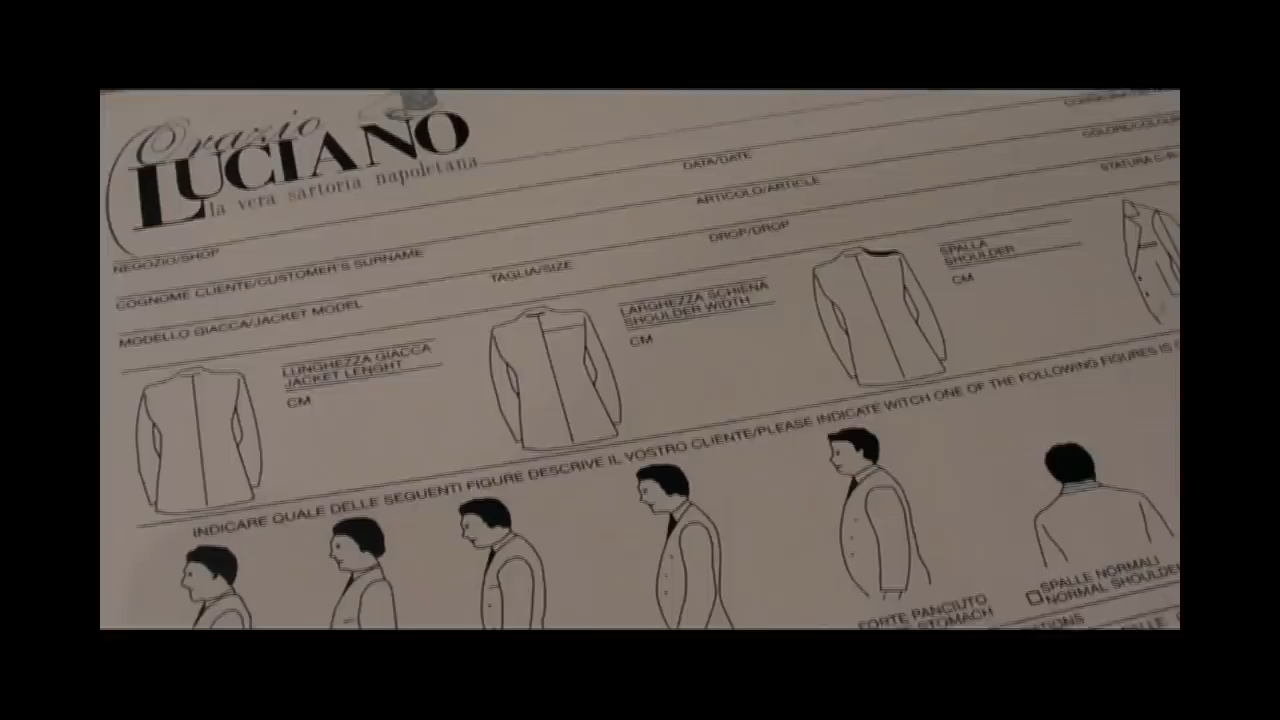 Orazio
LUCIANO
la vera sartoria napoletana
DATA/DATE
NEGOZIO/SHOP
ARTICOLO/ARTICLE
COGNOME CLIENTE/CUSTOMER'S SURNAME
TAGLIA/SIZE
DROP/DROP
STATURA
MODELLO GIACCA/JACKET MODEL
LUNGHEZZA GIACCA
JACKET LENGHT
CM
LARGHEZZA SCHIENA
SHOULDER WIDTH
CM
SPALLA
SHOULDER
CM
INDICARE QUALE DELLE SEGUENTI FIGURE DESCRIVE IL VOSTRO CLIENTE/PLEASE INDICATE WITCH ONE OF THE FOLLOWING FIGURES IS
FORTE PANCIUTO
STOMACH
SPALLE NORMALI
NORMAL SHOULDE